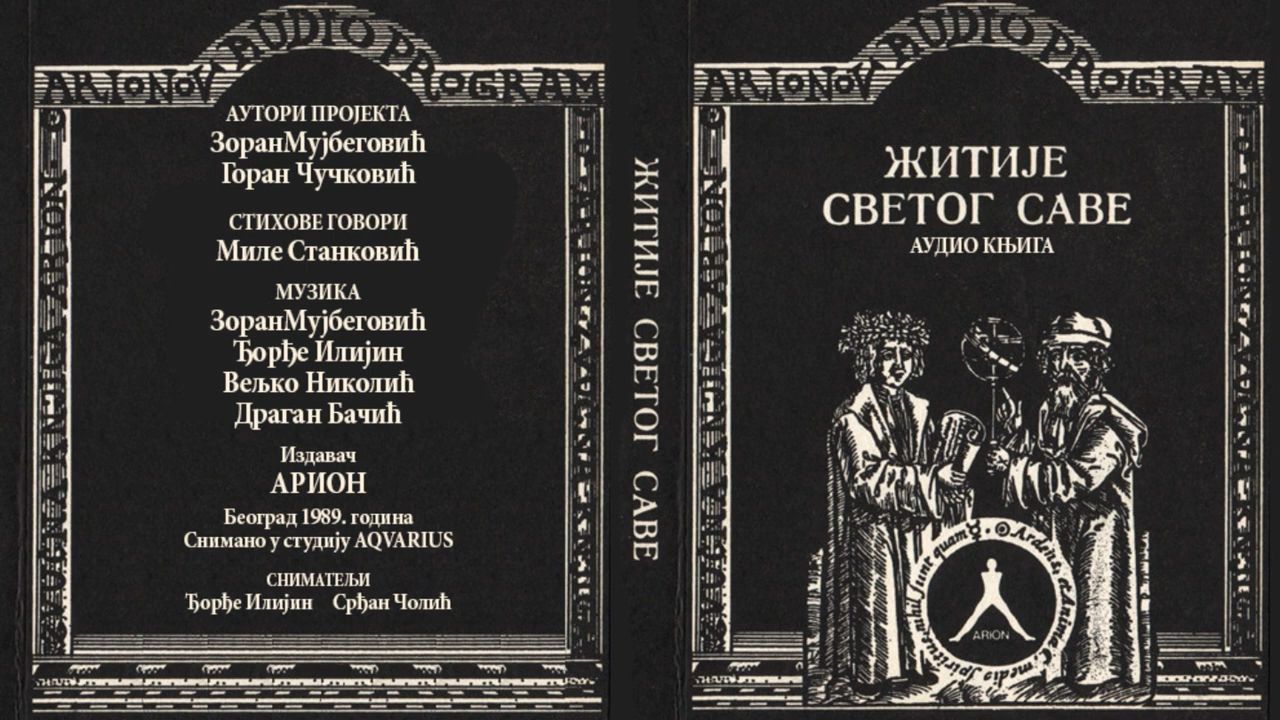 ARIONOV AUDIO PROGRAM
АУТОРИ ПРОЈЕКТА
ЗоранМујбеговић
Горан Чучковић
СТИХОВЕ ГОВОРИ
Миле Станковић
МУЗИКА
ЗоранМујбеговић
Ђорђе Илијин
Вељко Николић
Драган Бачић
Издавач
АРИОН
Београд 1989. година
Снимано у студију AQVARIUS
СНИМАТЕЉИ
Ђорђе Илијин Срђан Чолић
ЖИТИЈЕ СВЕТОГ САВЕ
ARIONOV AUDIO PROGRAM
ЖИТИЈЕ
СВЕТОГ САВЕ
АУДИО КЊИГА
ARION